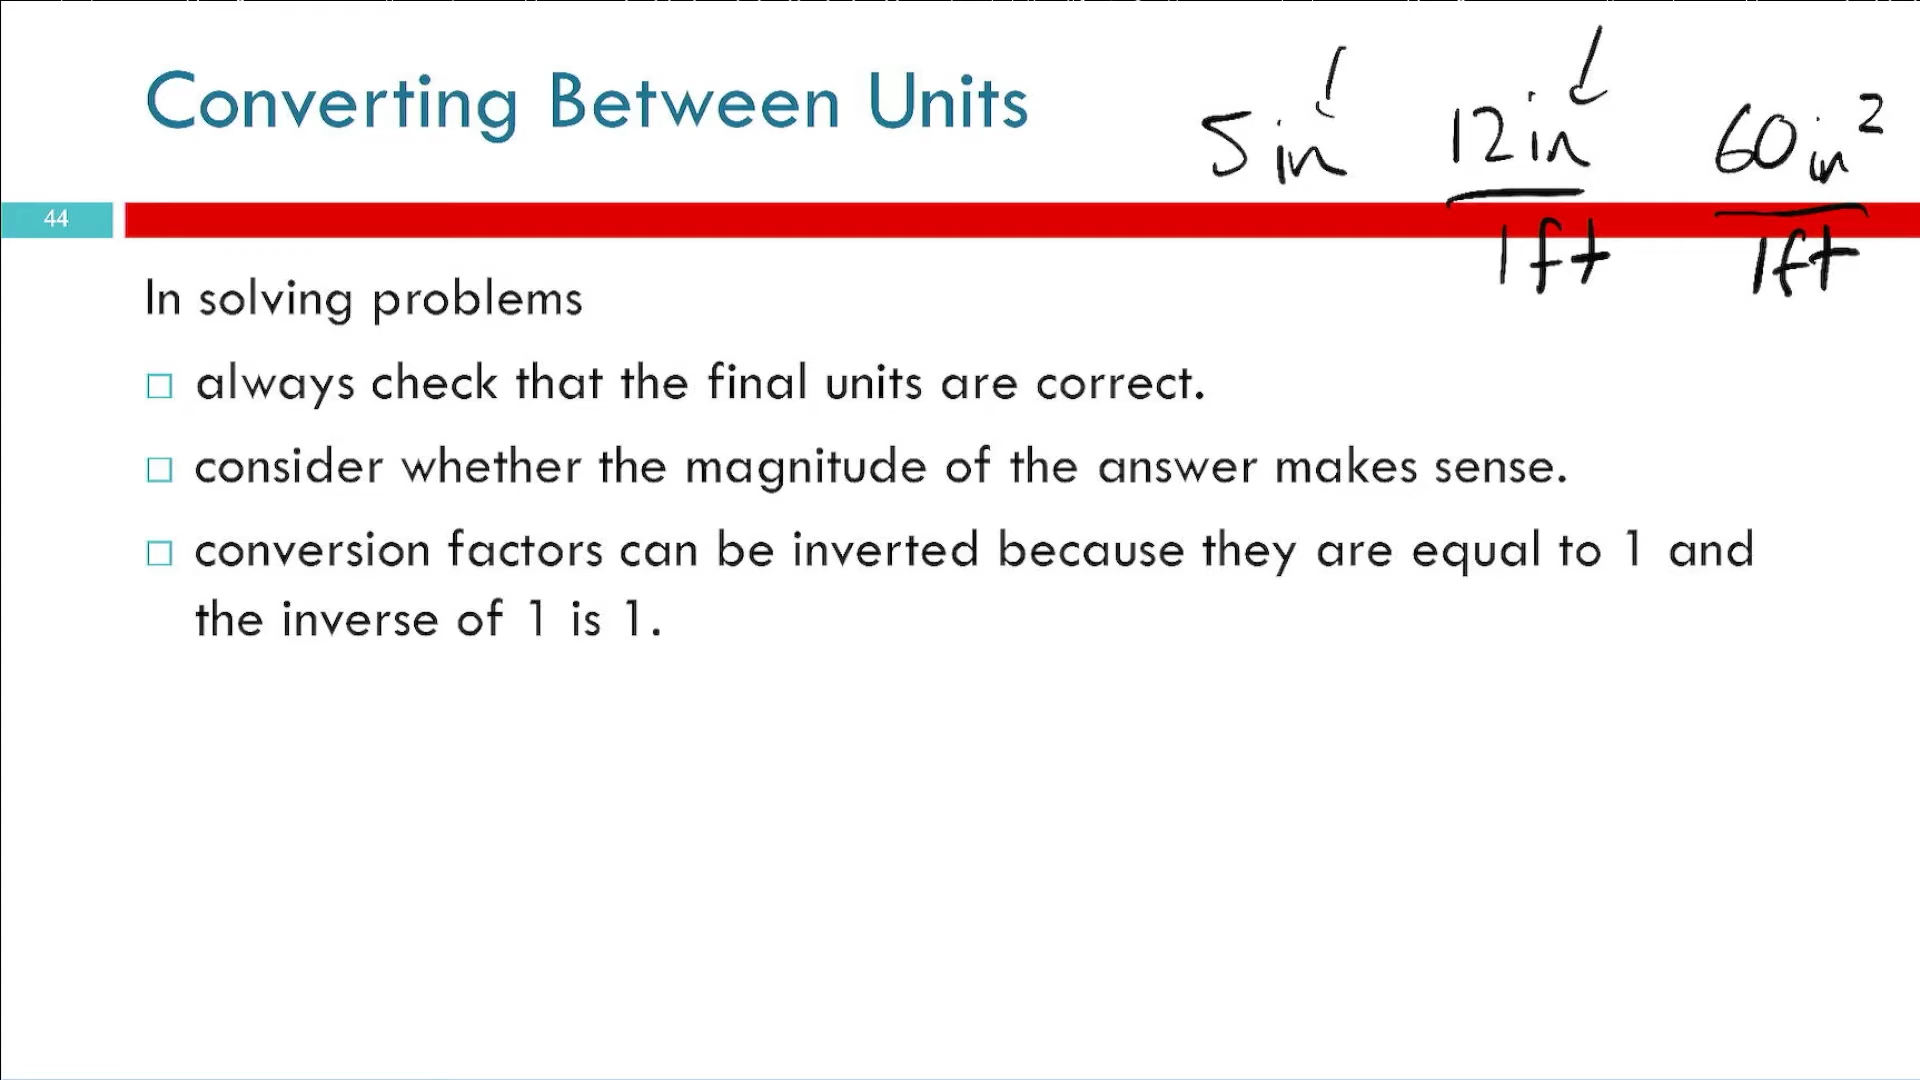 Converting Between Units
5 in 12 in 60 in²
1 ft 1 ft
44
In solving problems
always check that the final units are correct.
consider whether the magnitude of the answer makes sense.
conversion factors can be inverted because they are equal to 1 and
the inverse of 1 is 1.